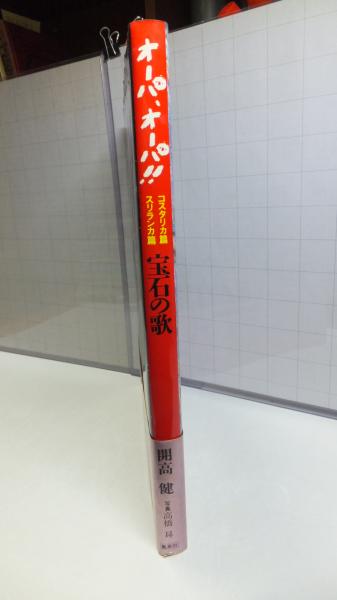 オーパ、オーパ!!
コスタリカ篇
スリランカ篇
宝石の歌
開高 健
写真 高橋 曻
集英社